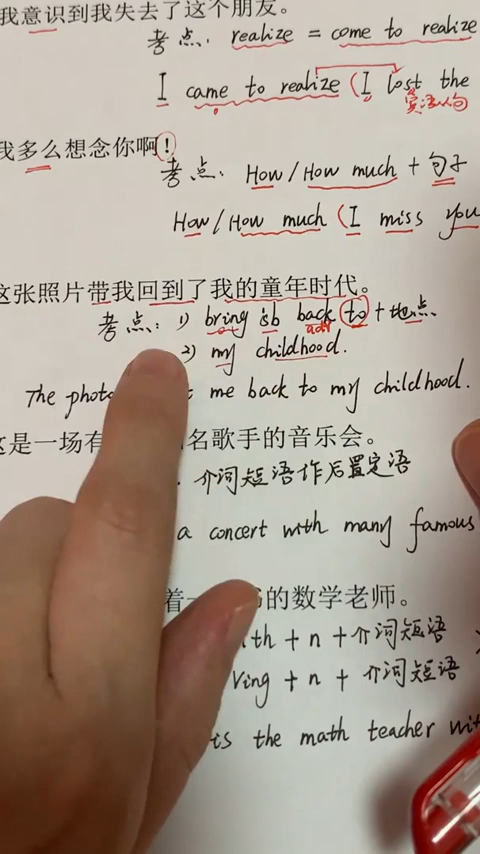 我意识到我失去了这个朋友。
考点: realize = come to realize
I came to realize (I lost the
宾语从句
我多么想念你啊!
考点: How/How much + 句子
How/How much (I miss you
这张照片带我回到了我的童年时代。
考点: 1) bring sb back to + 地点
adv
2) my childhood.
The photo me back to my childhood.
这是一场有 名歌手的音乐会。
介词短语作后置定语
a concert with many famous
着一 的数学老师。
th + n + 介词短语
Ving + n + 介词短语
is the math teacher wit